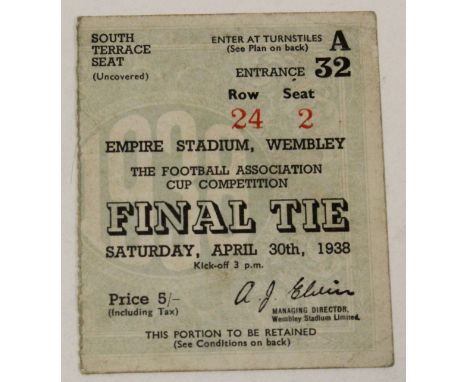 SOUTH TERRACE SEAT
(Uncovered)
ENTER AT TURNSTILES A
(See Plan on back)
ENTRANCE 32
Row Seat
24 2
EMPIRE STADIUM, WEMBLEY
THE FOOTBALL ASSOCIATION
CUP COMPETITION
FINAL TIE
SATURDAY, APRIL 30th, 1938
Kick-off 3 p.m.
Price 5/-
(Including Tax)
A. J. Elvin
MANAGING DIRECTOR,
Wembley Stadium Limited.
THIS PORTION TO BE RETAINED
(See Conditions on back)